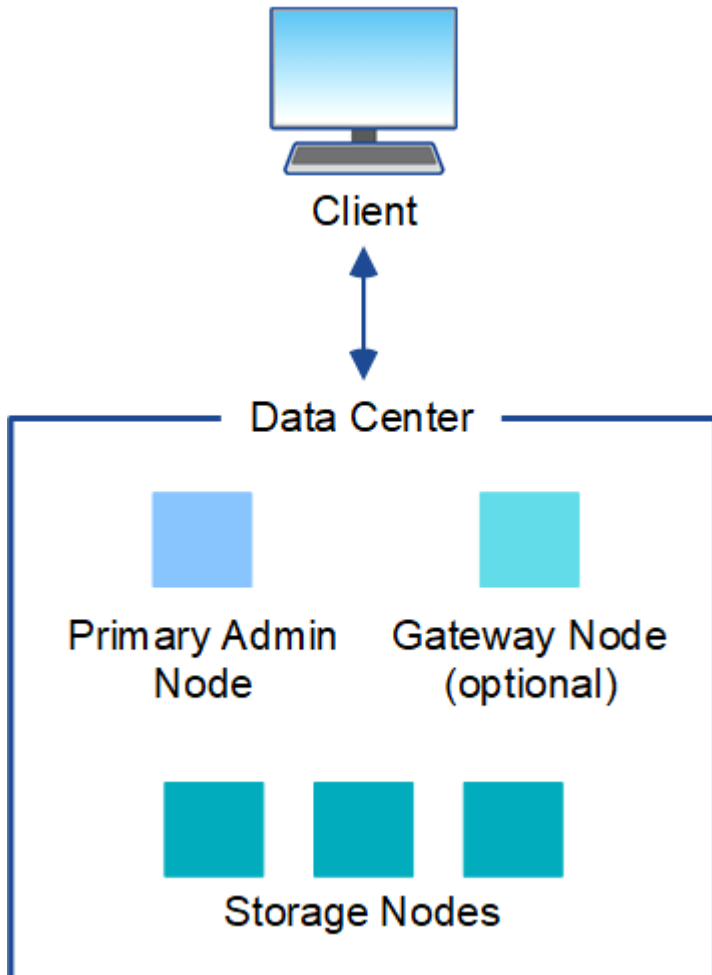 Client
Data Center
Primary Admin
Node
Gateway Node
(optional)
Storage Nodes